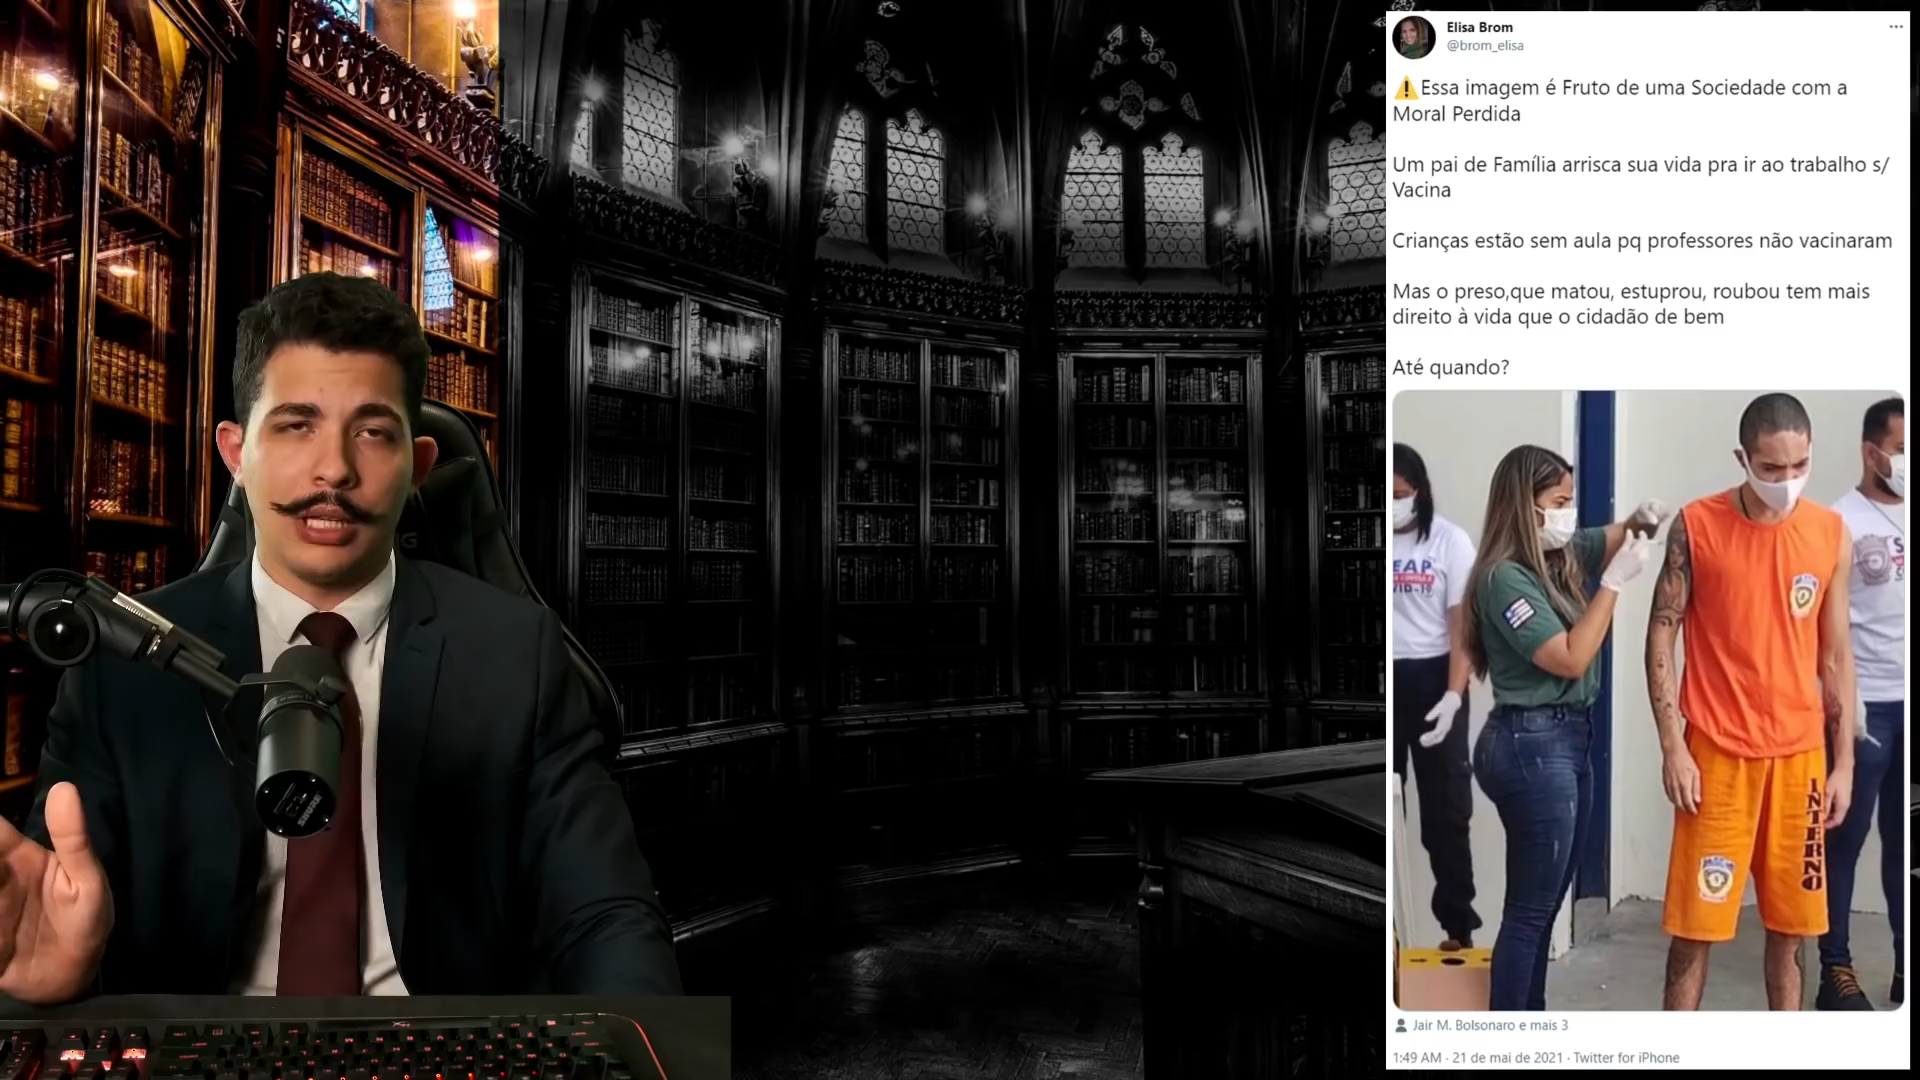 Elisa Brom
@brom_elisa
⚠️Essa imagem é Fruto de uma Sociedade com a
Moral Perdida
Um pai de Família arrisca sua vida pra ir ao trabalho s/
Vacina
Crianças estão sem aula pq professores não vacinaram
Mas o preso,que matou, estuprou, roubou tem mais
direito à vida que o cidadão de bem
Até quando?
EAP
INTERNO
Jair M. Bolsonaro e mais 3
1:49 AM · 21 de mai de 2021 · Twitter for iPhone
SHURE